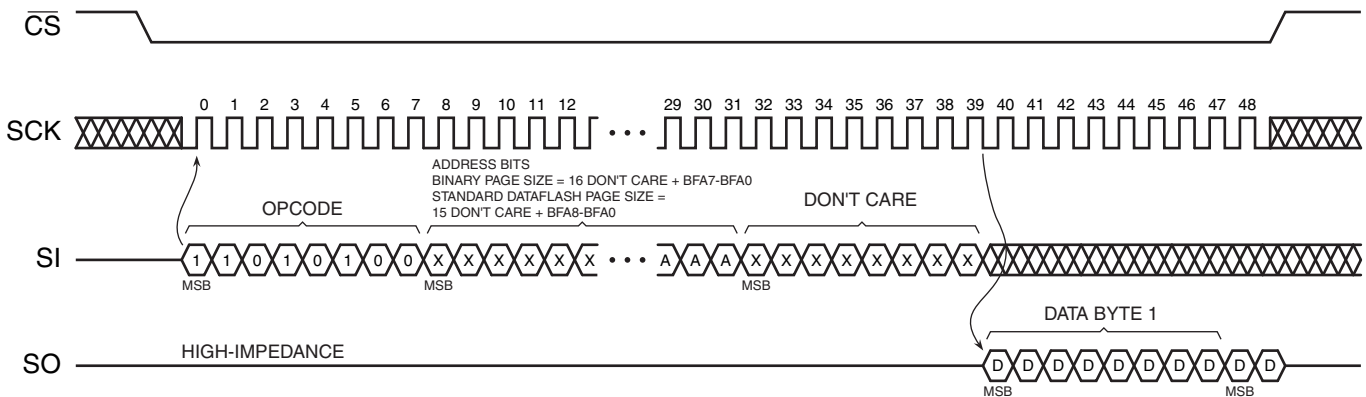 CS
SCK
0 1 2 3 4 5 6 7 8 9 10 11 12 29 30 31 32 33 34 35 36 37 38 39 40 41 42 43 44 45 46 47 48
ADDRESS BITS
BINARY PAGE SIZE = 16 DON'T CARE + BFA7-BFA0
STANDARD DATAFLASH PAGE SIZE =
15 DON'T CARE + BFA8-BFA0
OPCODE
DON'T CARE
SI
1 1 0 1 0 1 0 0 X X X X X X • • • A A A X X X X X X X X
MSB MSB MSB
DATA BYTE 1
SO
HIGH-IMPEDANCE
D D D D D D D D D D
MSB MSB